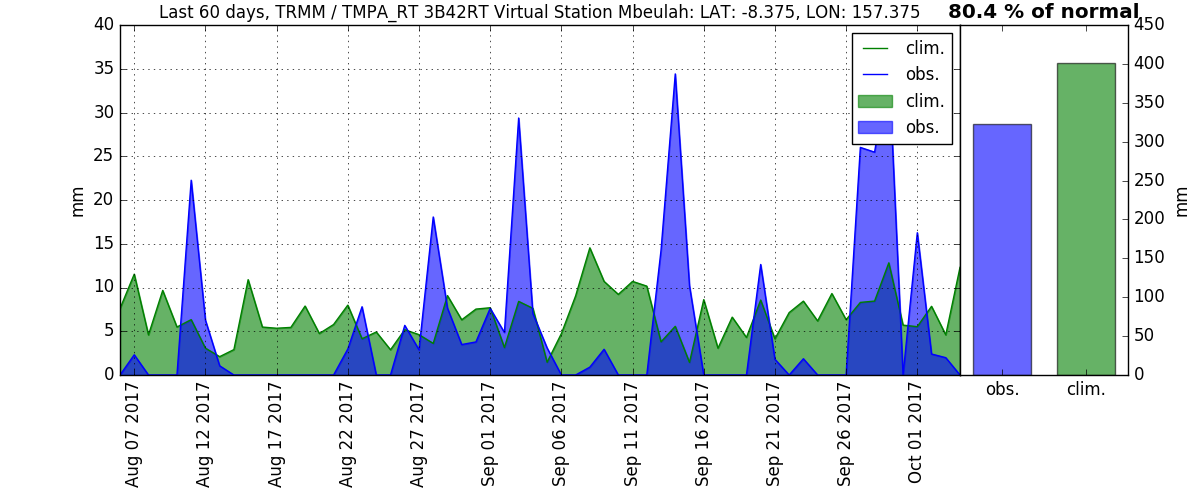 Last 60 days, TRMM / TMPA_RT 3B42RT Virtual Station Mbeulah: LAT: -8.375, LON: 157.375
80.4 % of normal
40
35
30
25
20
15
10
5
0
mm
clim.
obs.
clim.
obs.
450
400
350
300
250
200
150
100
50
0
mm
Aug 07 2017
Aug 12 2017
Aug 17 2017
Aug 22 2017
Aug 27 2017
Sep 01 2017
Sep 06 2017
Sep 11 2017
Sep 16 2017
Sep 21 2017
Sep 26 2017
Oct 01 2017
obs.
clim.